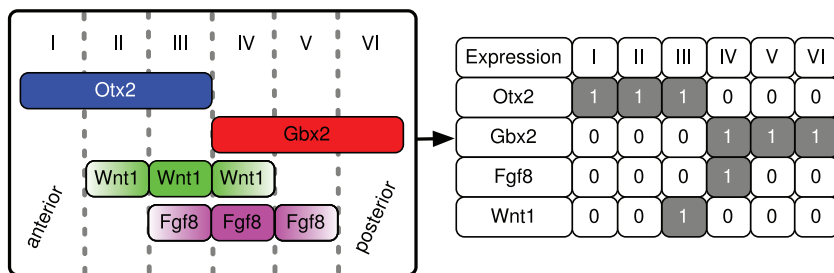 I II III IV V VI
Otx2
Gbx2
Wnt1 Wnt1 Wnt1
Fgf8 Fgf8 Fgf8
anterior
posterior
Expression I II III IV V VI
Otx2 1 1 1 0 0 0
Gbx2 0 0 0 1 1 1
Fgf8 0 0 0 1 0 0
Wnt1 0 0 1 0 0 0